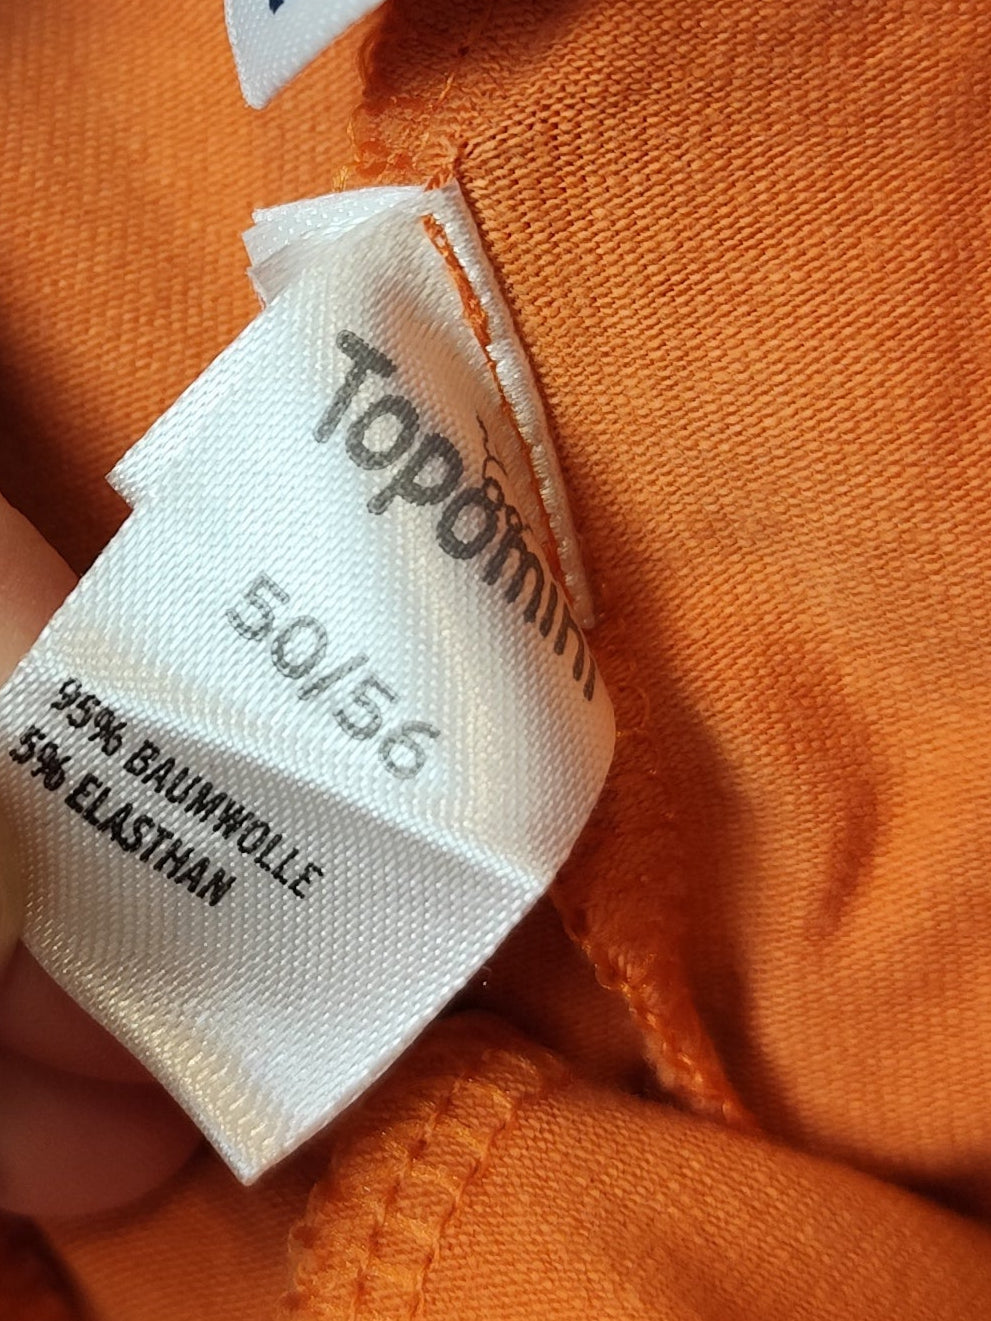 Topomini
50/56
95% BAUMWOLLE
5% ELASTHAN